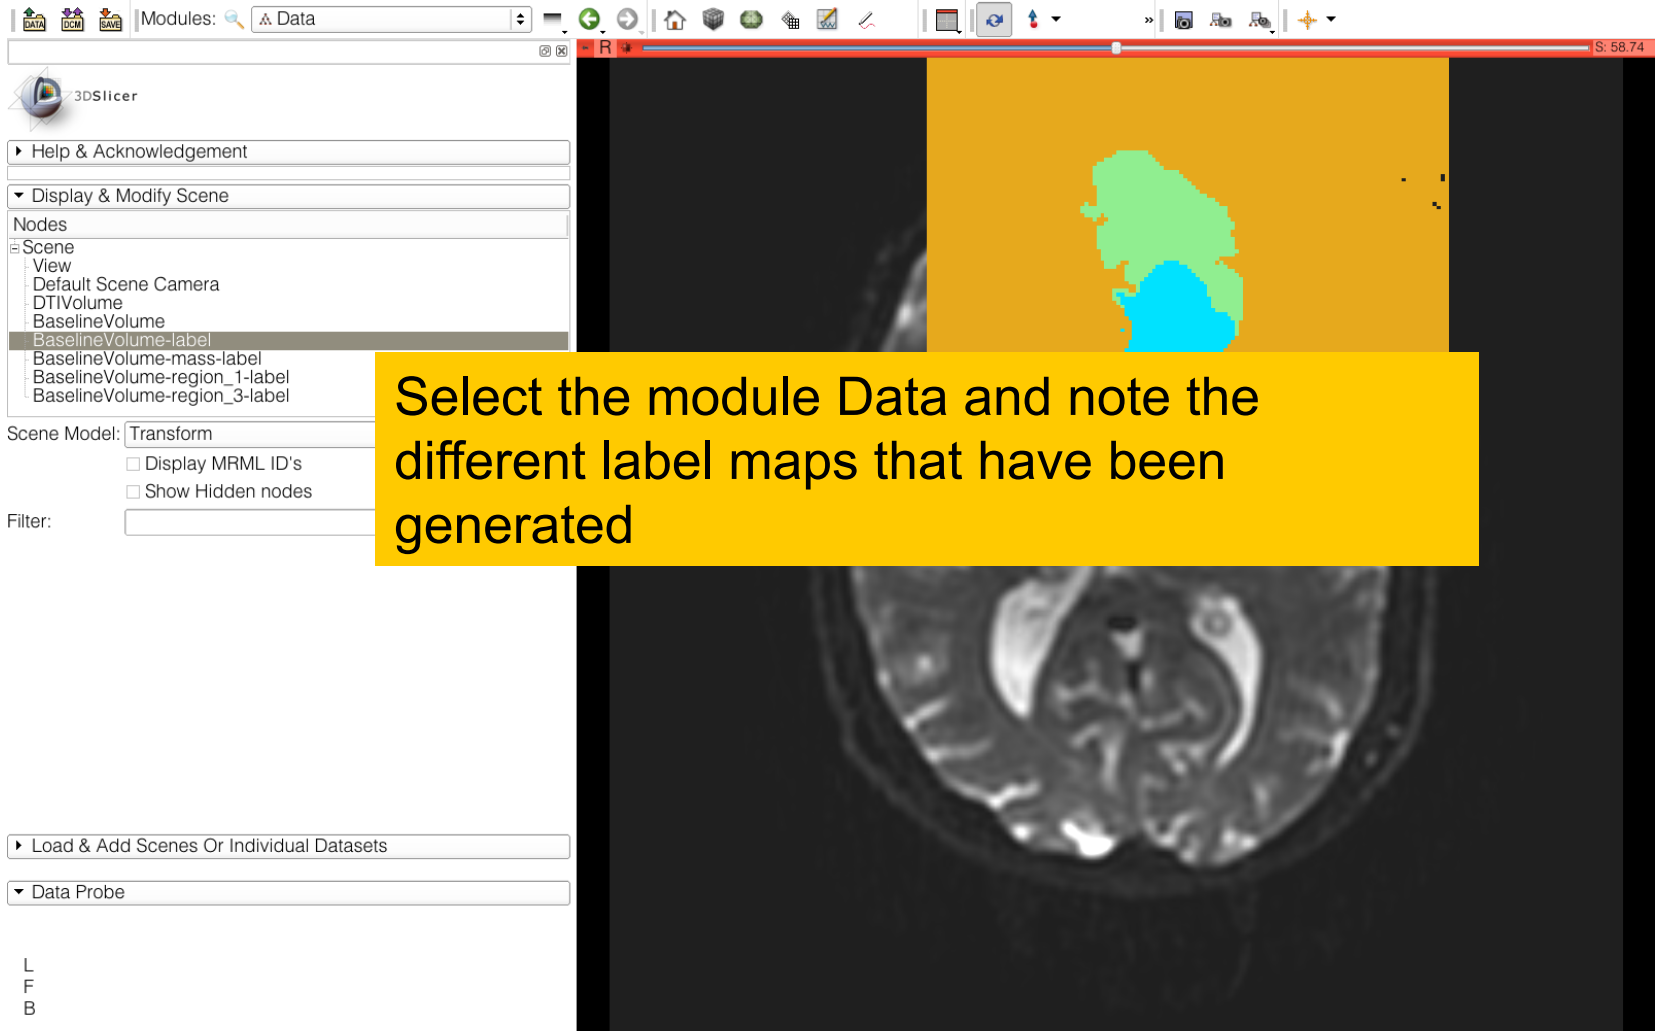 DATA
DCM
SAVE
Modules:
Data
»
R
S: 58.74
3DSlicer
Help & Acknowledgement
Display & Modify Scene
Nodes
Scene
View
Default Scene Camera
DTIVolume
BaselineVolume
BaselineVolume-label
BaselineVolume-mass-label
BaselineVolume-region_1-label
BaselineVolume-region_3-label
Scene Model: Transform
Display MRML ID's
Show Hidden nodes
Filter:
Select the module Data and note the
different label maps that have been
generated
Load & Add Scenes Or Individual Datasets
Data Probe
L
F
B